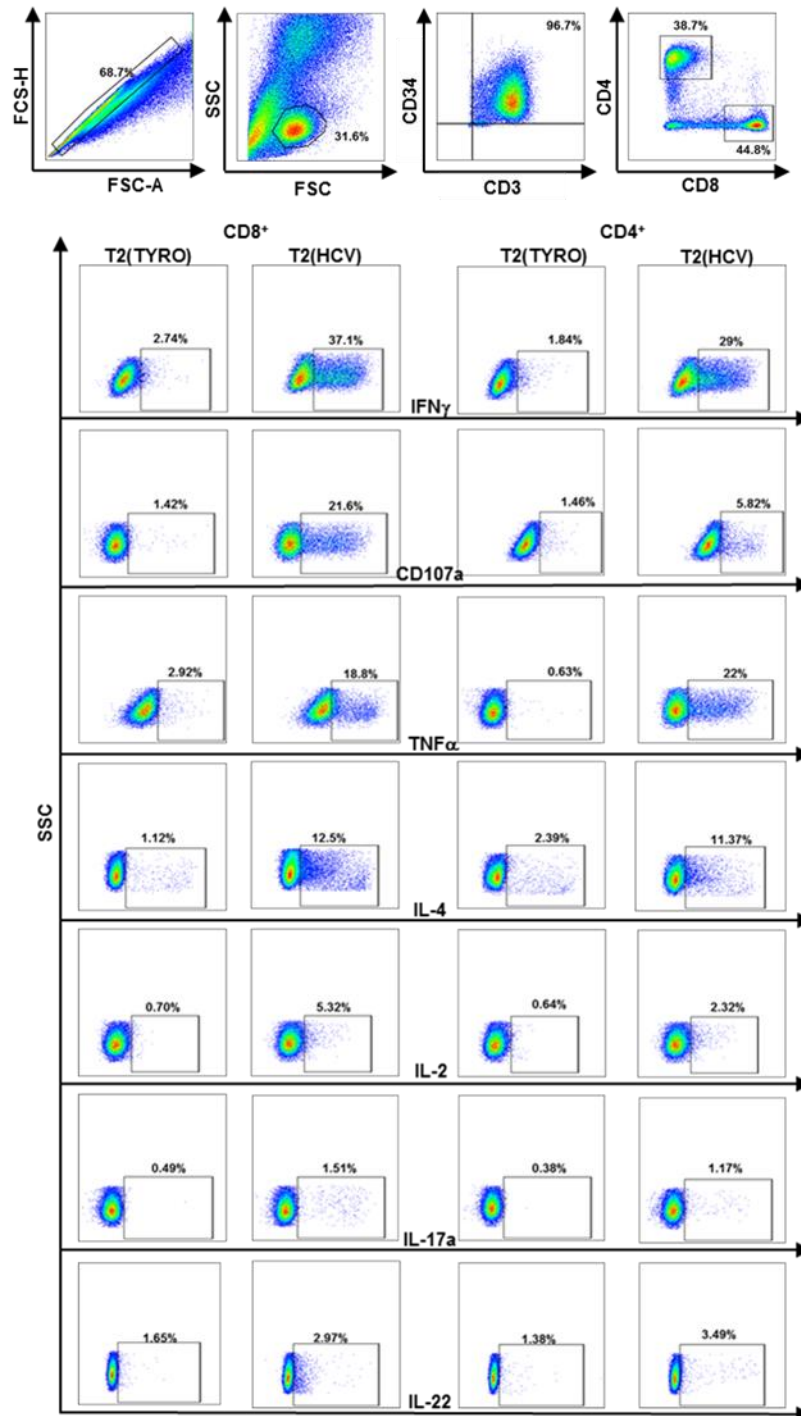 FCS-H
68.7%
FSC-A
SSC
31.6%
FSC
CD34
96.7%
CD3
CD4
38.7%
44.8%
CD8
CD8⁺ CD4⁺
T2(TYRO) T2(HCV) T2(TYRO) T2(HCV)
2.74% 37.1% 1.84% 29%
IFNγ
1.42% 21.6% 1.46% 5.82%
CD107a
2.92% 18.8% 0.63% 22%
TNFα
SSC
1.12% 12.5% 2.39% 11.37%
IL-4
0.70% 5.32% 0.64% 2.32%
IL-2
0.49% 1.51% 0.38% 1.17%
IL-17a
1.65% 2.97% 1.38% 3.49%
IL-22